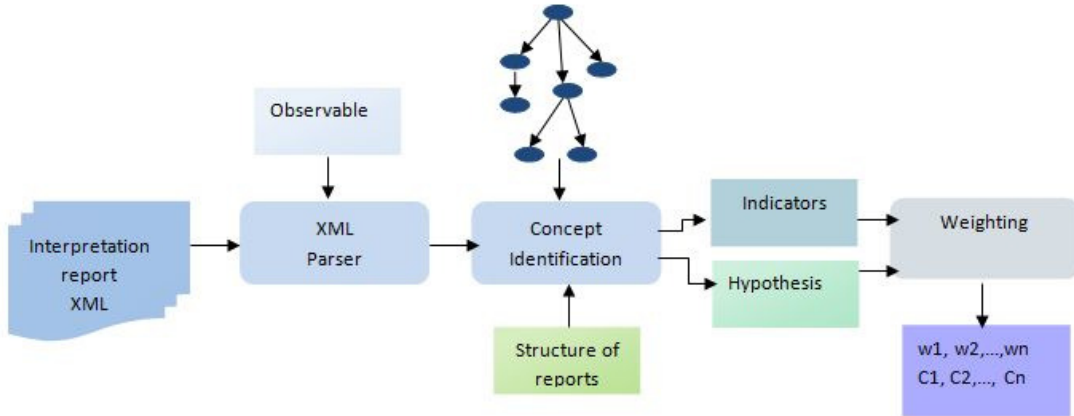 Observable
Interpretation
report
XML
XML
Parser
Concept
Identification
Structure of
reports
Indicators
Hypothesis
Weighting
w1, w2,...,wn
C1, C2,..., Cn